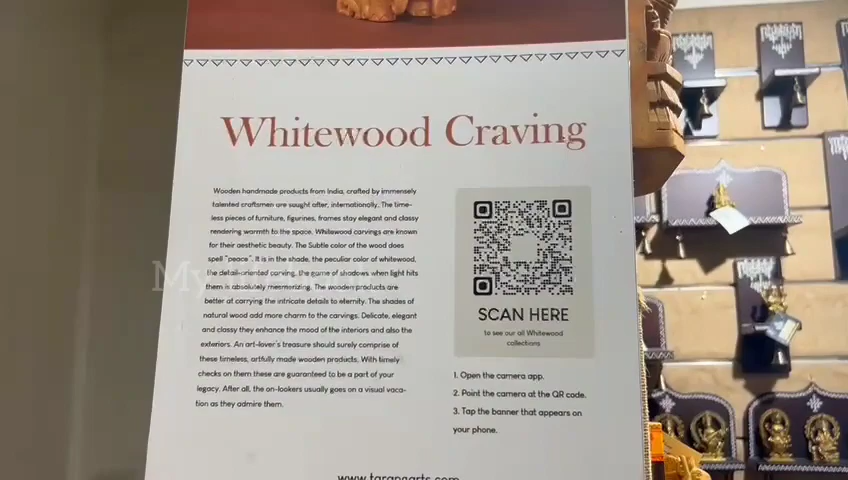 Whitewood Craving
Wooden handmade products from India, crafted by immensely
talented craftsmen are sought after, internationally. The time-
less pieces of furniture, figurines, frames stay elegant and classy
rendering warmth to the space. Whitewood carvings are known
for their aesthetic beauty. The Subtle color of the wood does
spell "peace". It is in the shade, the peculiar color of whitewood,
the detail-oriented carving, the game of shadows when light hits
them is absolutely mesmerizing. The wooden products are
better at carrying the intricate details to eternity. The shades of
natural wood add more charm to the carvings. Delicate, elegant
and classy they enhance the mood of the interiors and also the
exteriors. An art-lover's treasure should surely comprise of
these timeless, artfully made wooden products. With timely
checks on them these are guaranteed to be a part of your
legacy. After all, the on-lookers usually goes on a visual vaca-
tion as they admire them.
SCAN HERE
to see our all Whitewood
collections
1. Open the camera app.
2. Point the camera at the QR code.
3. Tap the banner that appears on
your phone.
www.tarangarts.com